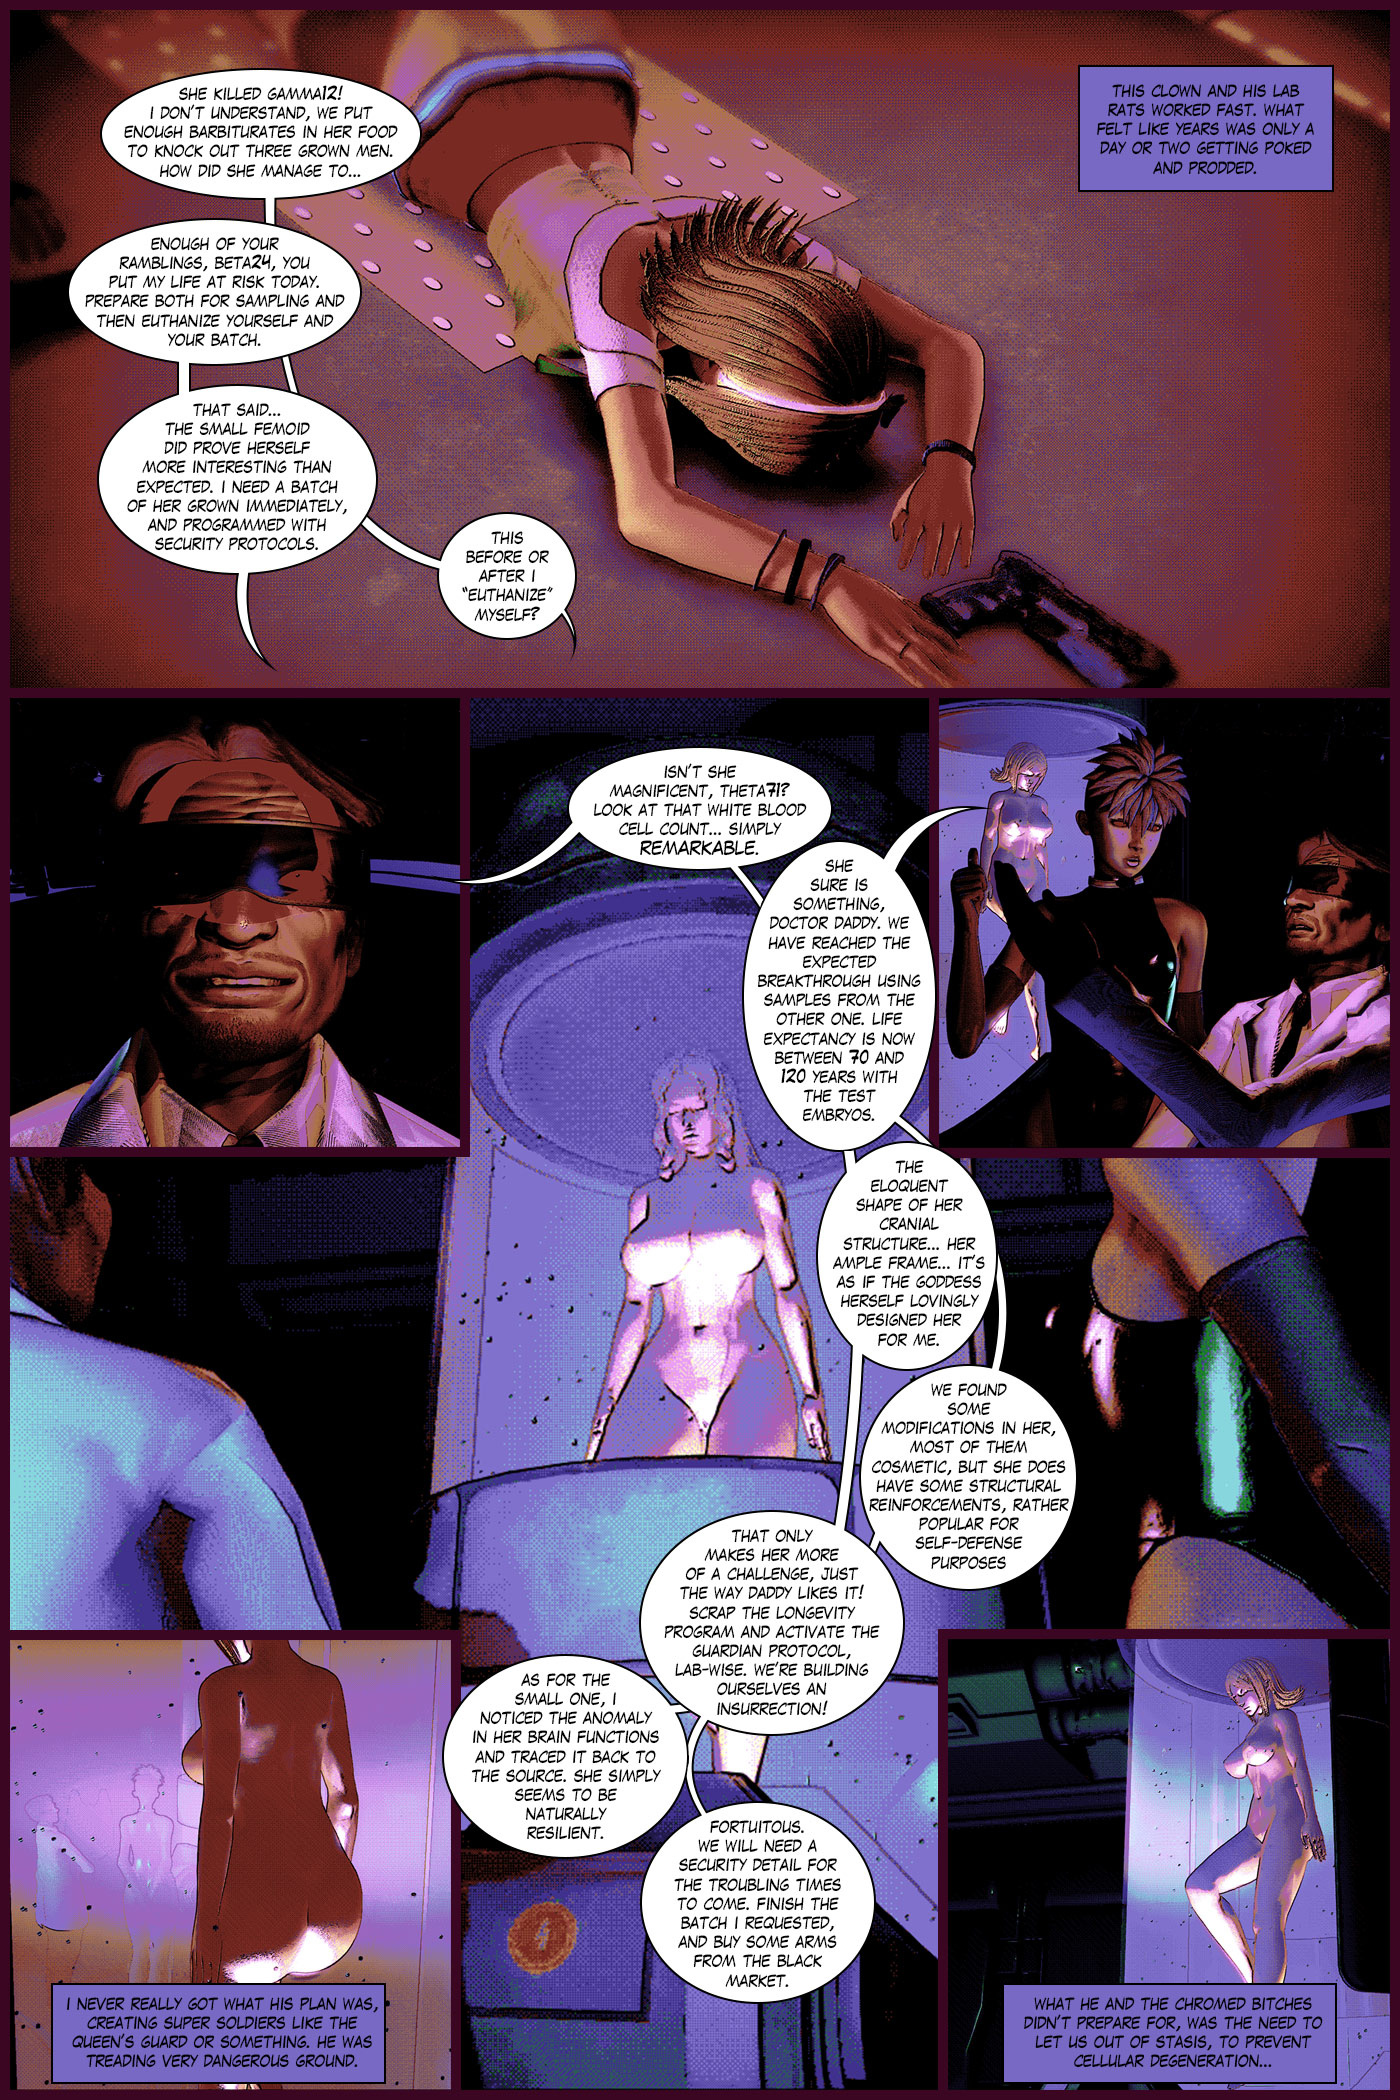 SHE KILLED GAMMA12!
I DON'T UNDERSTAND, WE PUT
ENOUGH BARBITURATES IN HER FOOD
TO KNOCK OUT THREE GROWN MEN.
HOW DID SHE MANAGE TO...
THIS CLOWN AND HIS LAB
RATS WORKED FAST. WHAT
FELT LIKE YEARS WAS ONLY A
DAY OR TWO GETTING POKED
AND PRODDED.
ENOUGH OF YOUR
RAMBLINGS, BETA24, YOU
PUT MY LIFE AT RISK TODAY.
PREPARE BOTH FOR SAMPLING AND
THEN EUTHANIZE YOURSELF AND
YOUR BATCH.
THAT SAID...
THE SMALL FEMOID
DID PROVE HERSELF
MORE INTERESTING THAN
EXPECTED. I NEED A BATCH
OF HER GROWN IMMEDIATELY,
AND PROGRAMMED WITH
SECURITY PROTOCOLS.
THIS
BEFORE OR
AFTER I
"EUTHANIZE"
MYSELF?
ISN'T SHE
MAGNIFICENT, THETA71?
LOOK AT THAT WHITE BLOOD
CELL COUNT... SIMPLY
REMARKABLE.
SHE
SURE IS
SOMETHING,
DOCTOR DADDY. WE
HAVE REACHED THE
EXPECTED
BREAKTHROUGH USING
SAMPLES FROM THE
OTHER ONE. LIFE
EXPECTANCY IS NOW
BETWEEN 70 AND
120 YEARS WITH
THE TEST
EMBRYOS.
THE
ELOQUENT
SHAPE OF HER
CRANIAL
STRUCTURE... HER
AMPLE FRAME... IT'S
AS IF THE GODDESS
HERSELF LOVINGLY
DESIGNED HER
FOR ME.
WE FOUND
SOME
MODIFICATIONS IN HER,
MOST OF THEM
COSMETIC, BUT SHE DOES
HAVE SOME STRUCTURAL
REINFORCEMENTS, RATHER
POPULAR FOR
SELF-DEFENSE
PURPOSES
THAT ONLY
MAKES HER MORE
OF A CHALLENGE, JUST
THE WAY DADDY LIKES IT!
SCRAP THE LONGEVITY
PROGRAM AND ACTIVATE THE
GUARDIAN PROTOCOL,
LAB-WISE. WE'RE BUILDING
OURSELVES AN
INSURRECTION!
AS FOR THE
SMALL ONE, I
NOTICED THE ANOMALY
IN HER BRAIN FUNCTIONS
AND TRACED IT BACK TO
THE SOURCE. SHE SIMPLY
SEEMS TO BE
NATURALLY
RESILIENT.
FORTUITOUS.
WE WILL NEED A
SECURITY DETAIL FOR
THE TROUBLING TIMES
TO COME. FINISH THE
BATCH I REQUESTED,
AND BUY SOME ARMS
FROM THE BLACK
MARKET.
I NEVER REALLY GOT WHAT HIS PLAN WAS,
CREATING SUPER SOLDIERS LIKE THE
QUEEN'S GUARD OR SOMETHING. HE WAS
TREADING VERY DANGEROUS GROUND.
WHAT HE AND THE CHROMED BITCHES
DIDN'T PREPARE FOR, WAS THE NEED TO
LET US OUT OF STASIS, TO PREVENT
CELLULAR DEGENERATION...